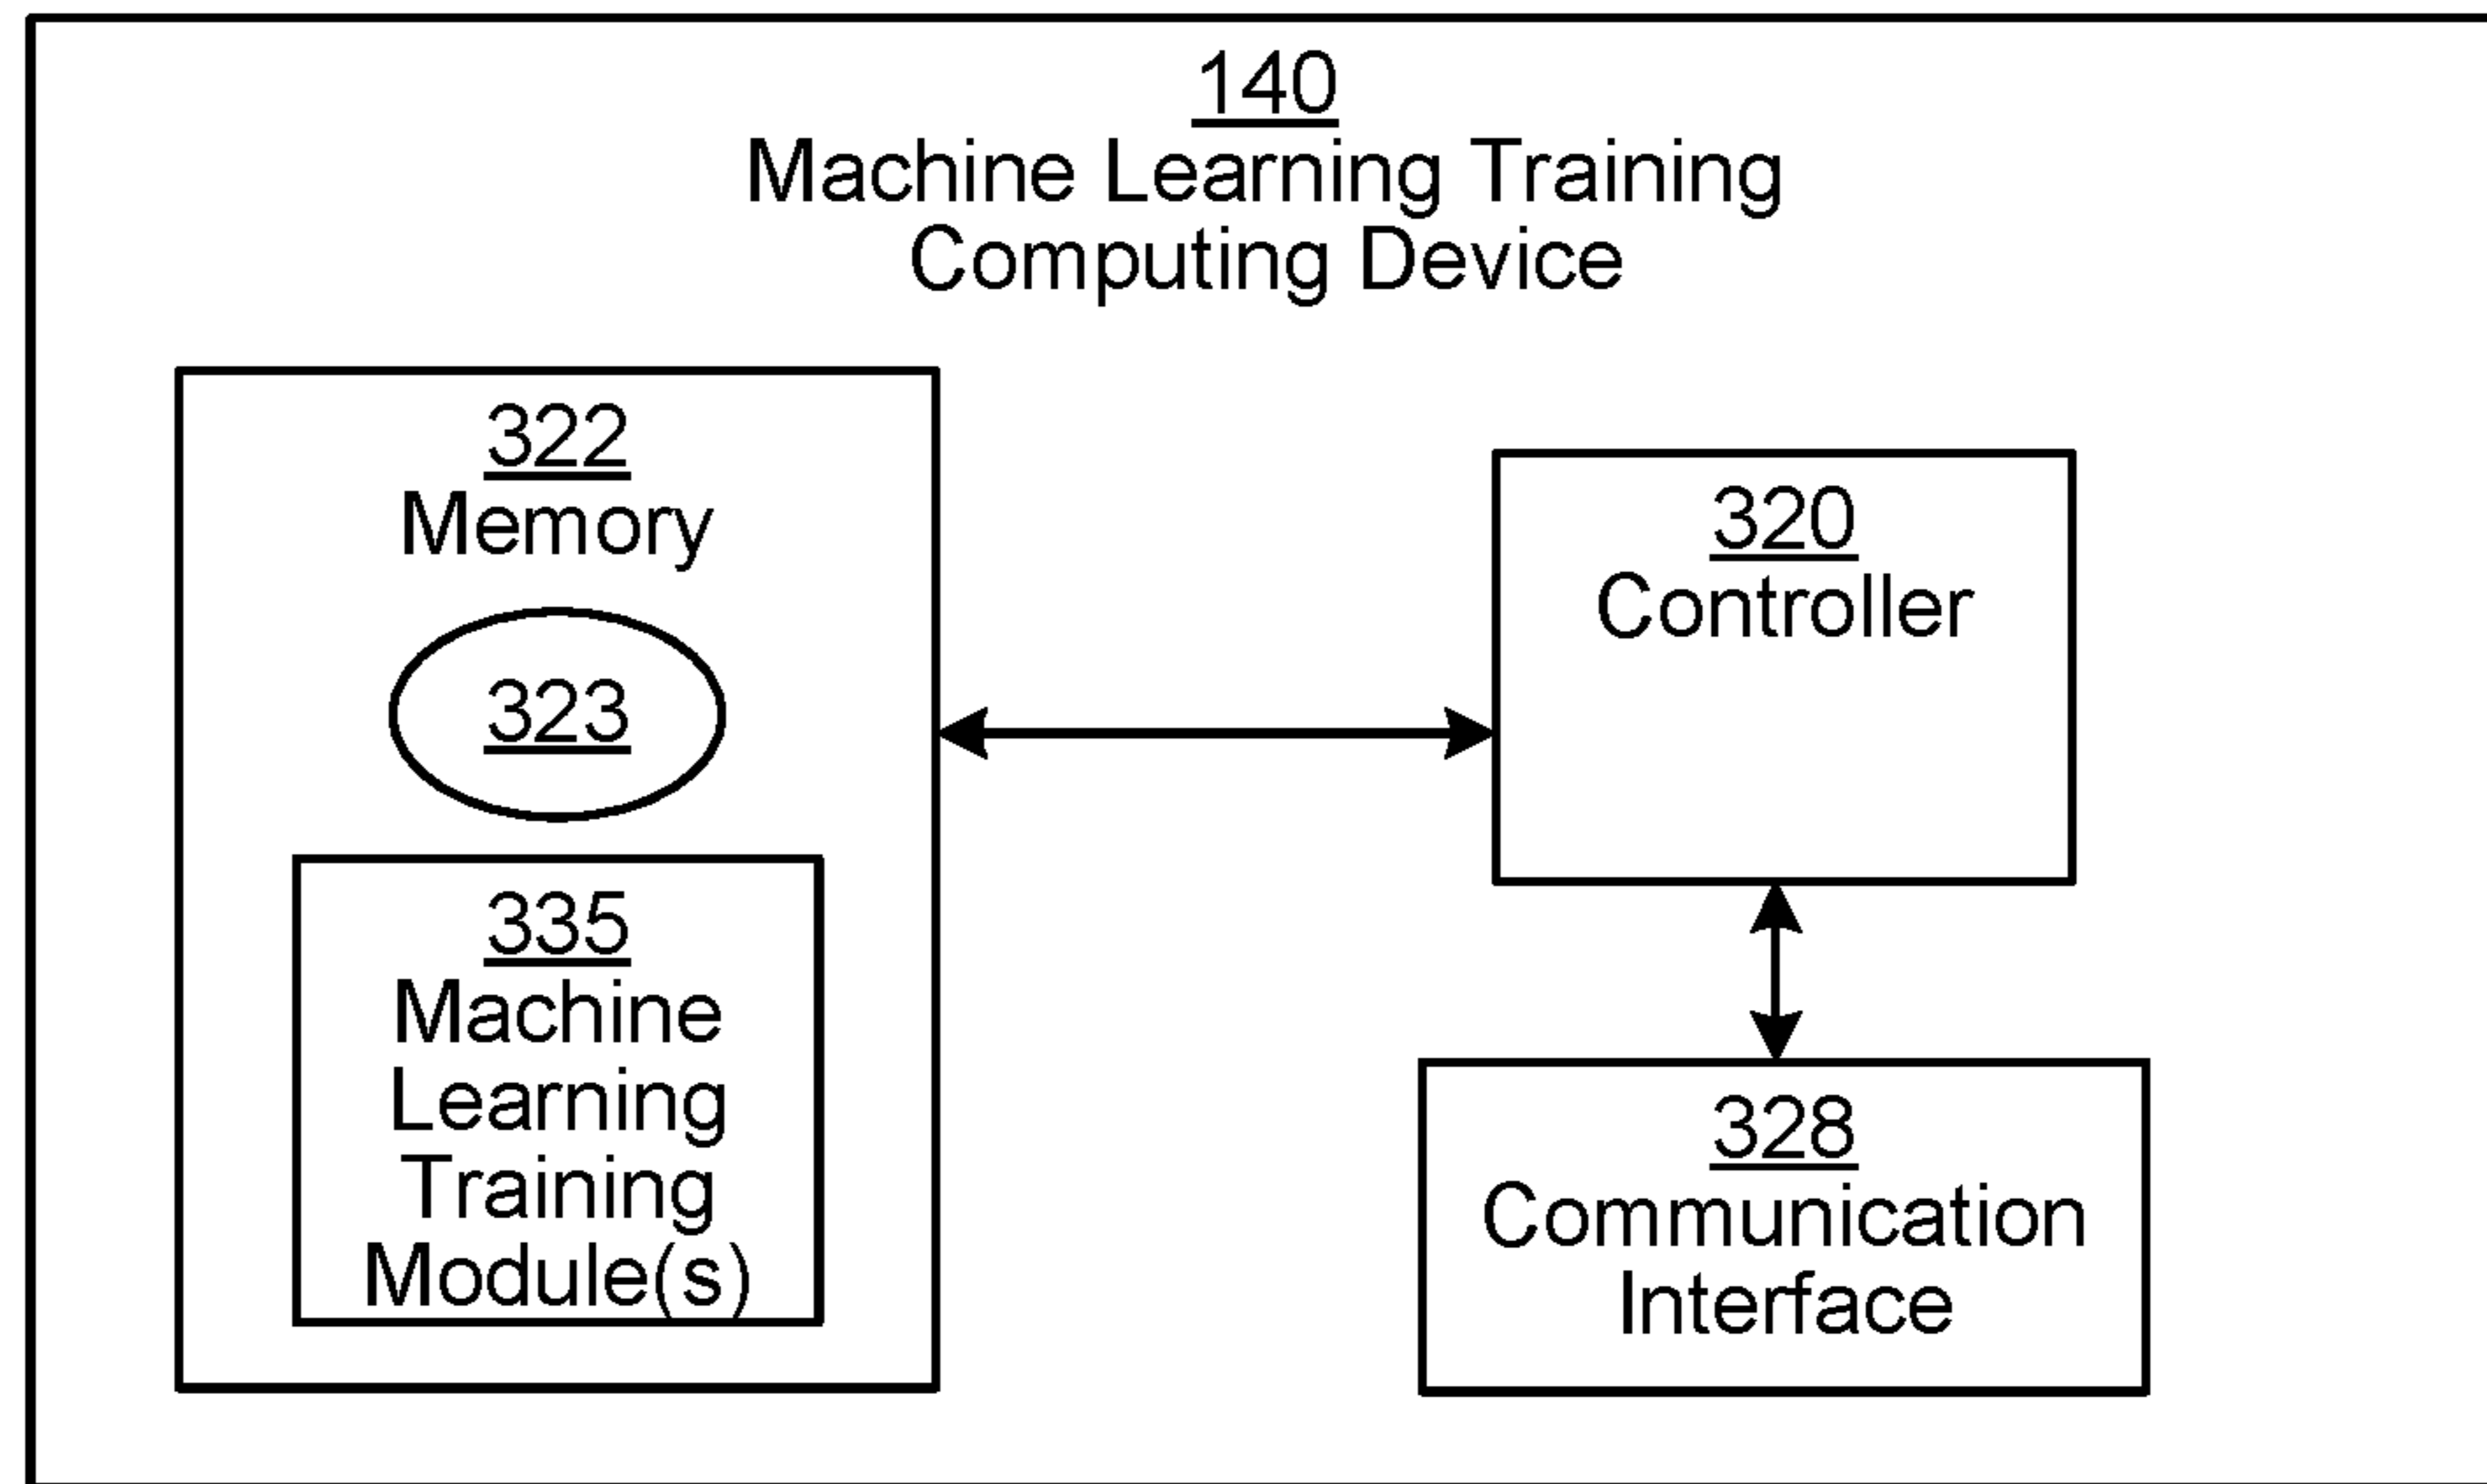 140
Machine Learning Training
Computing Device
322
Memory
323
335
Machine
Learning
Training
Module(s)
320
Controller
328
Communication
Interface